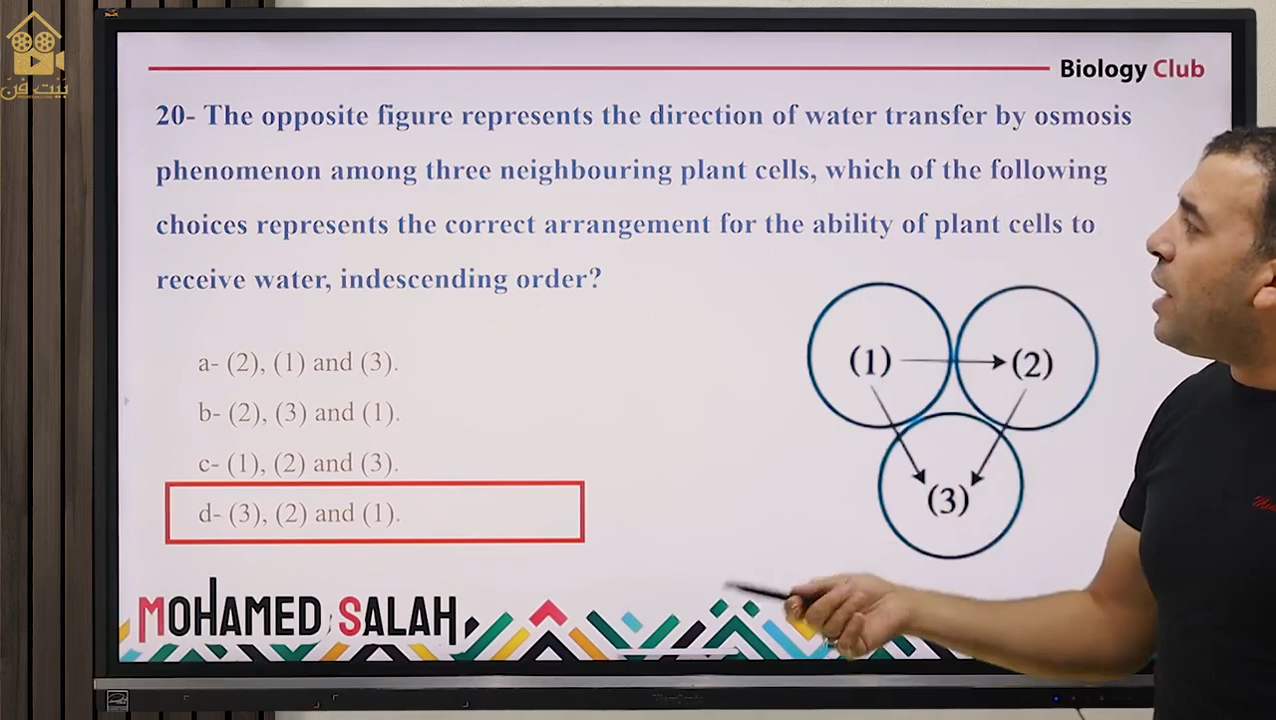 بيت فن
Biology Club
20- The opposite figure represents the direction of water transfer by osmosis
phenomenon among three neighbouring plant cells, which of the following
choices represents the correct arrangement for the ability of plant cells to
receive water, indescending order?
a- (2), (1) and (3).
b- (2), (3) and (1).
c- (1), (2) and (3).
d- (3), (2) and (1).
(1)
(2)
(3)
MOHAMED SALAH